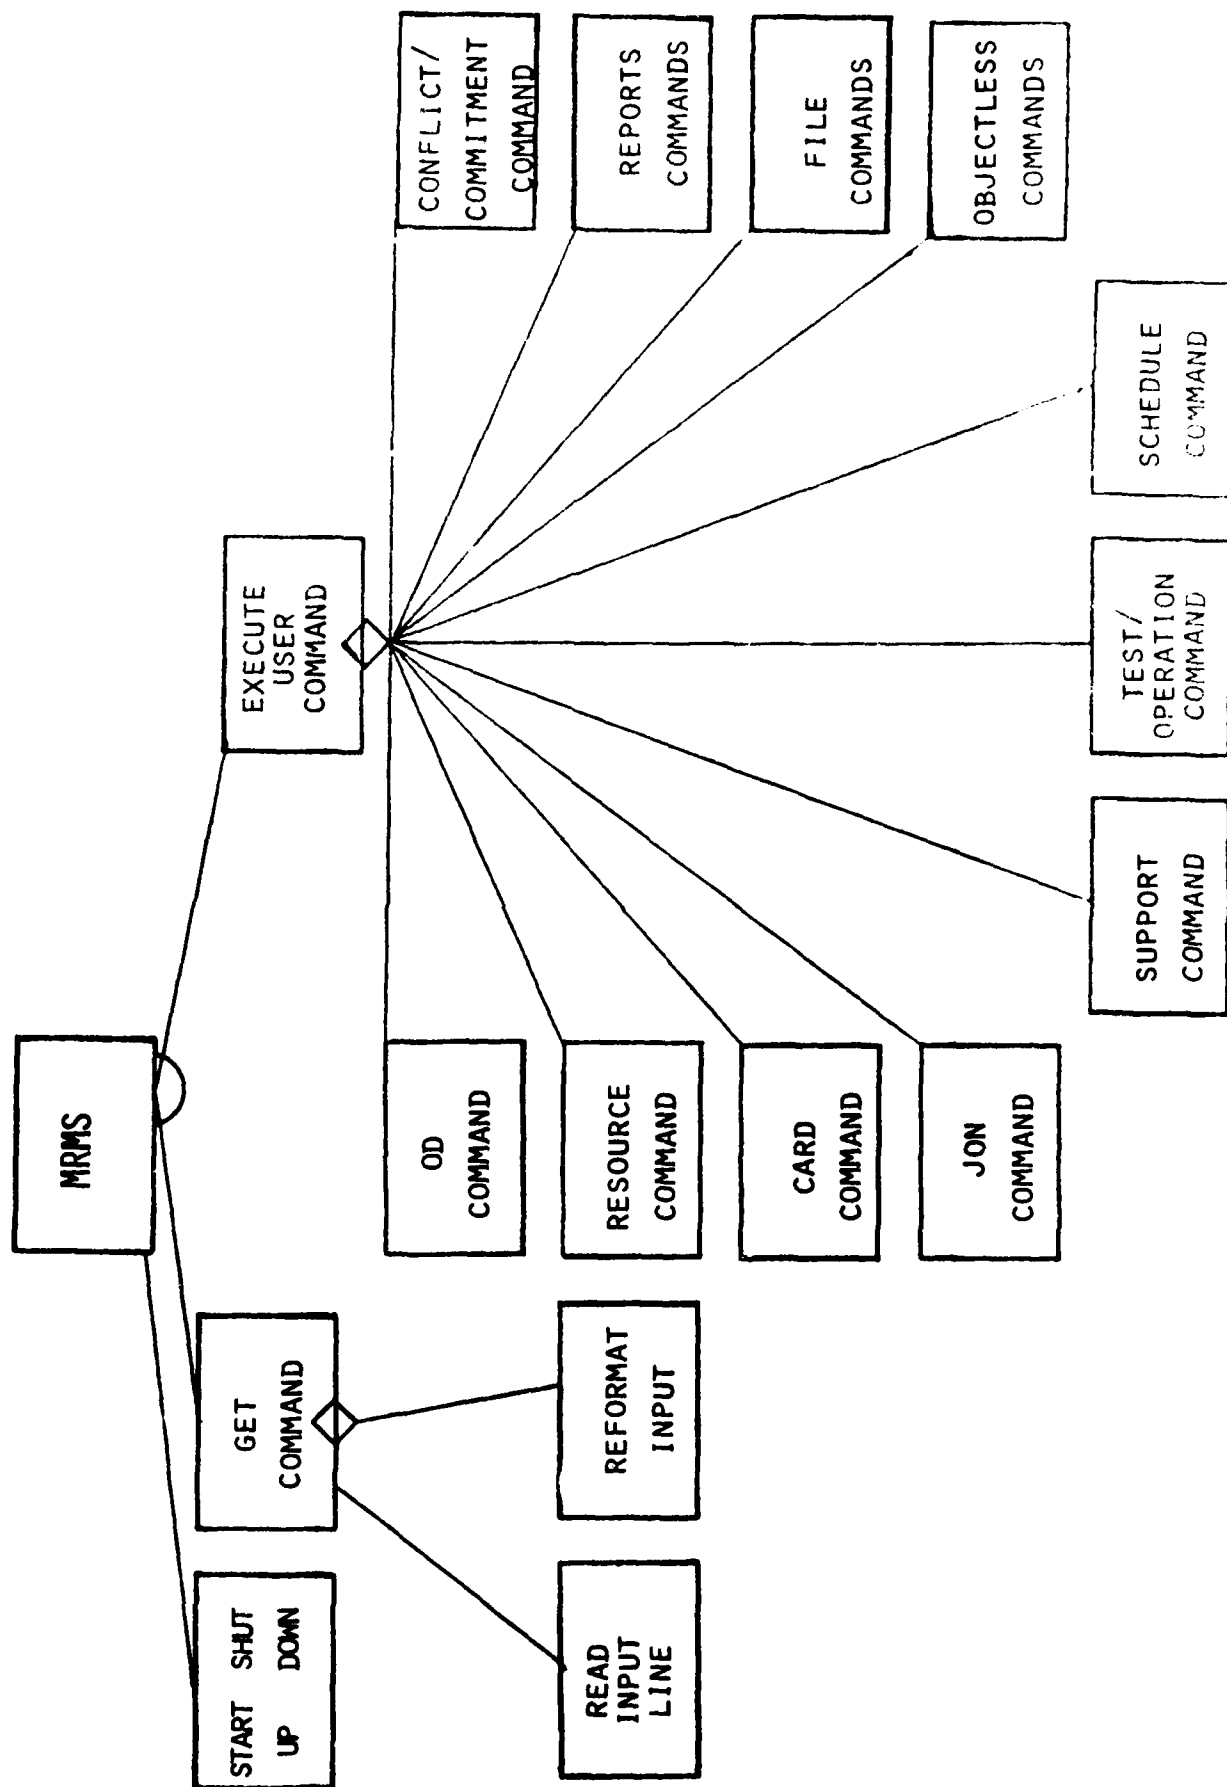 MRMS
START SHUT
UP DOWN
GET
COMMAND
EXECUTE
USER
COMMAND
READ
INPUT
LINE
REFORMAT
INPUT
OD
COMMAND
RESOURCE
COMMAND
CARD
COMMAND
JON
COMMAND
SUPPORT
COMMAND
TEST/
OPERATION
COMMAND
SCHEDULE
COMMAND
CONFLICT/
COMMITMENT
COMMAND
REPORTS
COMMANDS
FILE
COMMANDS
OBJECTLESS
COMMANDS